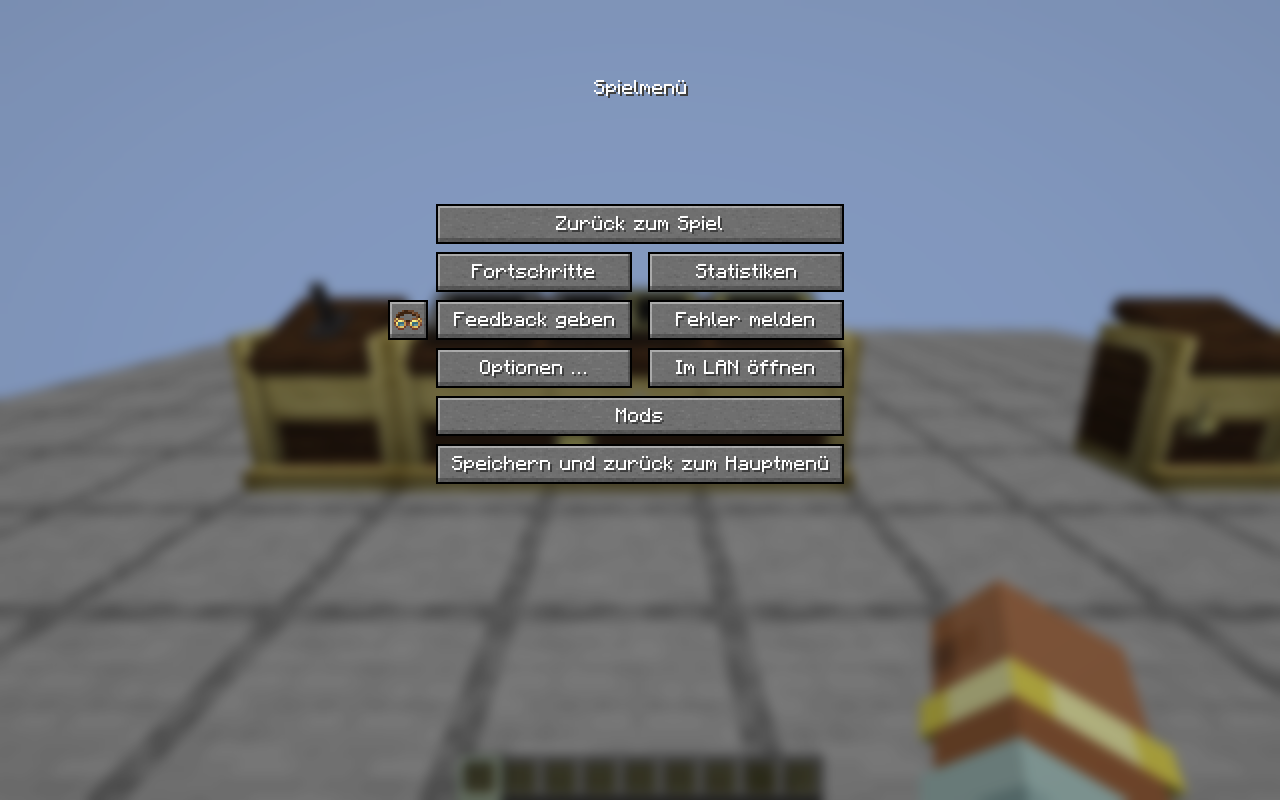 Spielmenü
Zurück zum Spiel
Fortschritte
Statistiken
Feedback geben
Fehler melden
Optionen ...
Im LAN öffnen
Mods
Speichern und zurück zum Hauptmenü